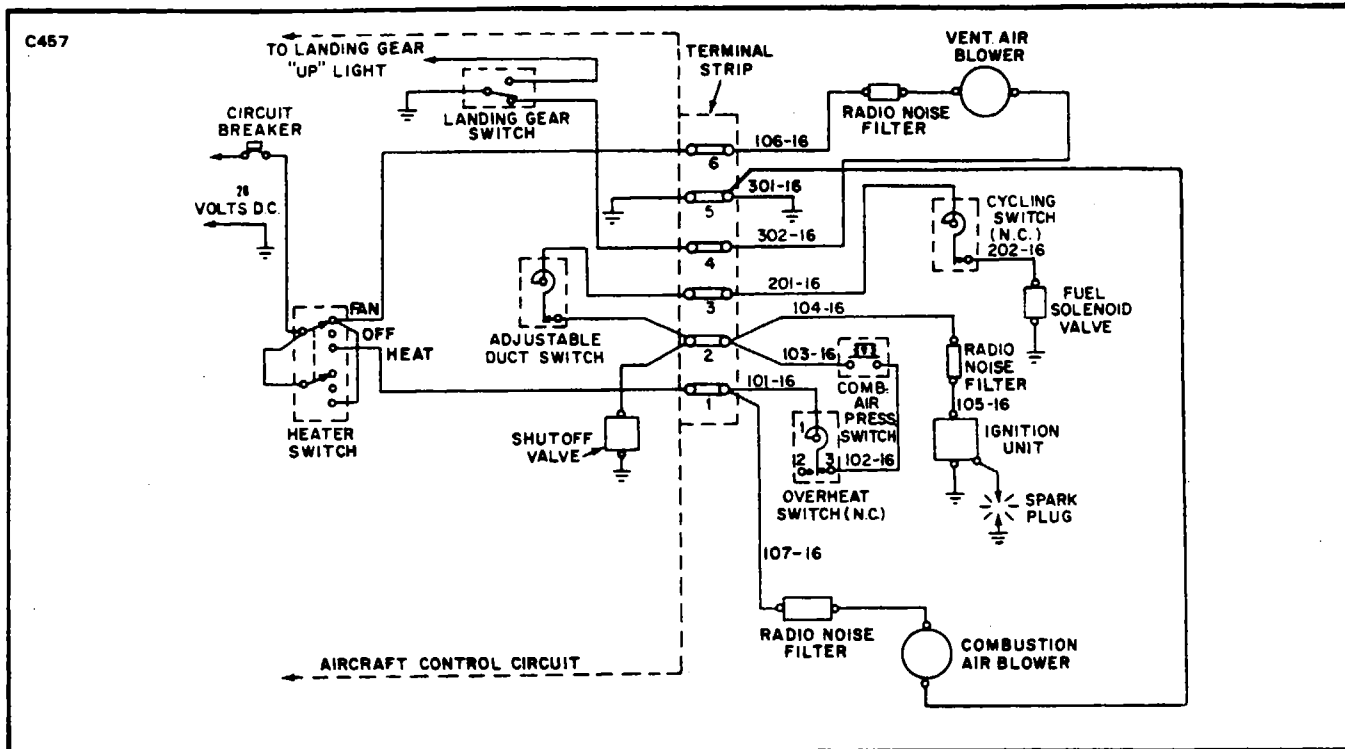 C457
TO LANDING GEAR
"UP" LIGHT
LANDING GEAR
SWITCH
TERMINAL
STRIP
VENT. AIR
BLOWER
RADIO NOISE
FILTER
CIRCUIT
BREAKER
28
VOLTS D.C.
106-16
6
301-16
5
302-16
4
201-16
3
104-16
2
103-16
101-16
1
CYCLING
SWITCH
(N.C.)
202-16
FUEL
SOLENOID
VALVE
ADJUSTABLE
DUCT SWITCH
FAN
OFF
HEAT
HEATER
SWITCH
SHUTOFF
VALVE
COMB.
AIR
PRESS
SWITCH
RADIO
NOISE
FILTER
105-16
IGNITION
UNIT
SPARK
PLUG
1
12
3
102-16
OVERHEAT
SWITCH (N.C.)
107-16
RADIO NOISE
FILTER
COMBUSTION
AIR BLOWER
AIRCRAFT CONTROL CIRCUIT